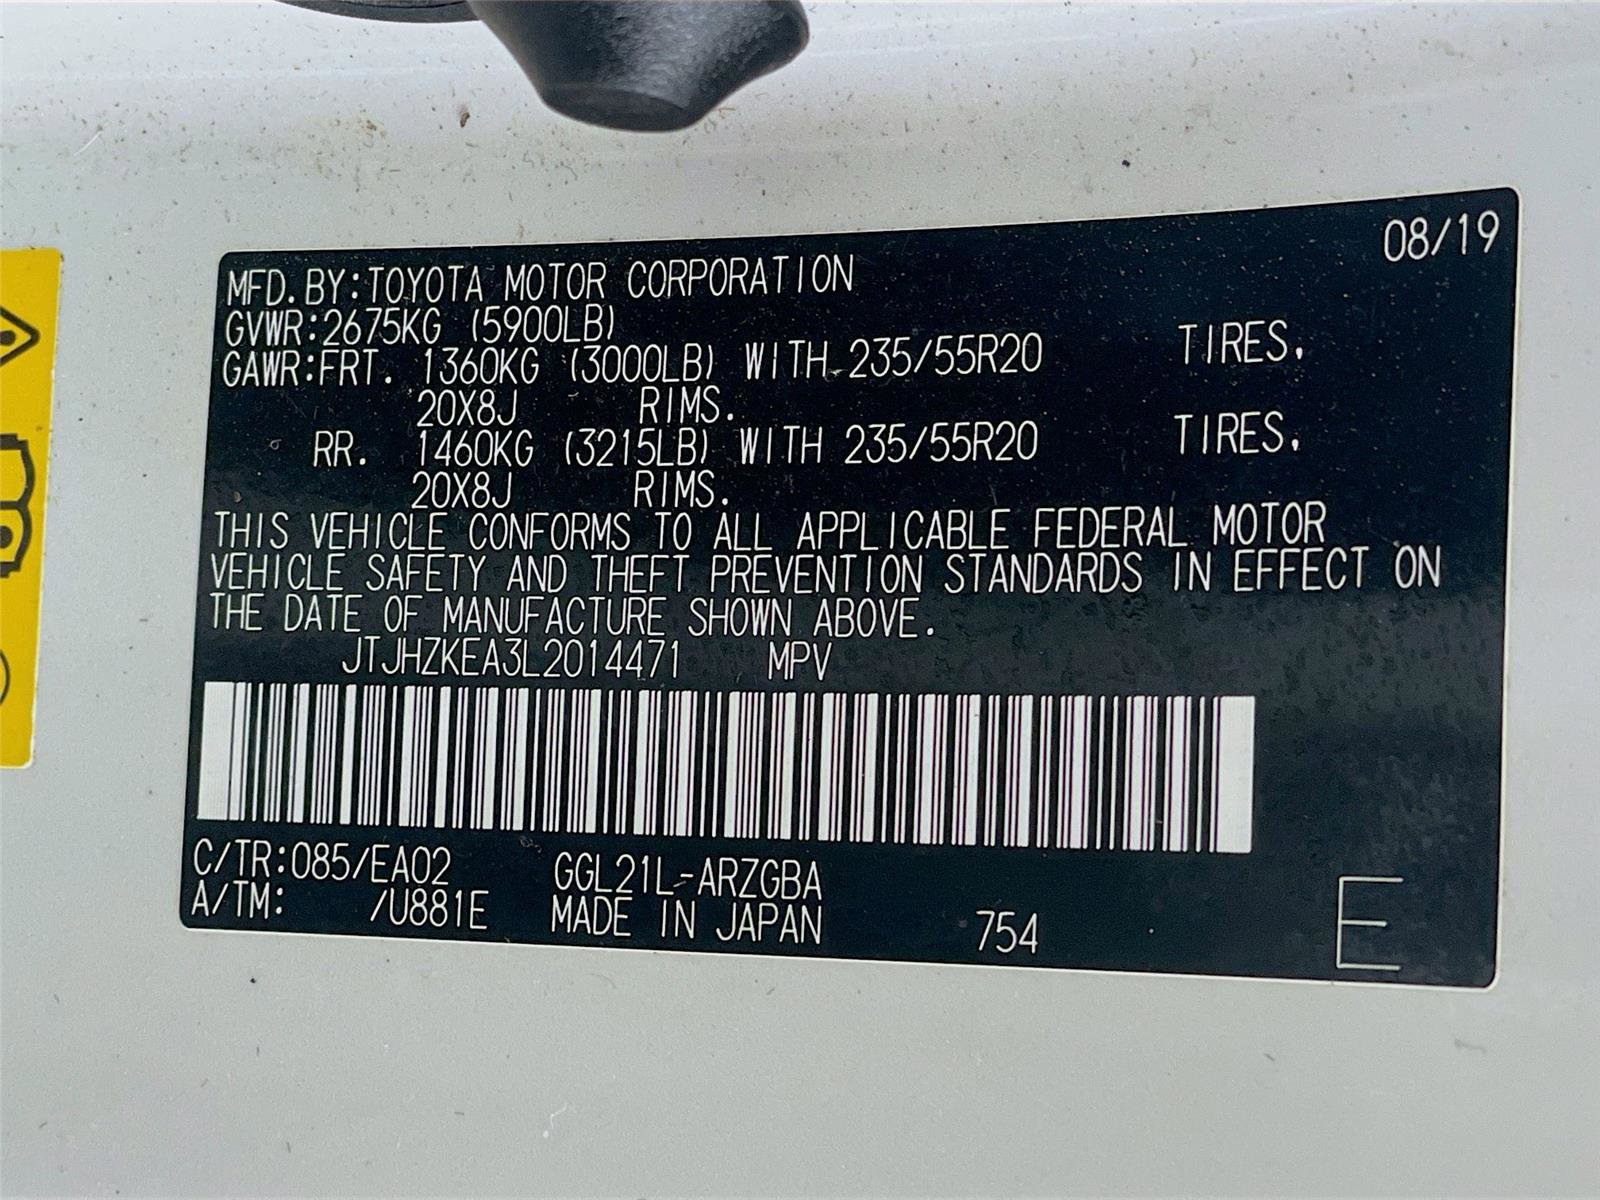 08/19
MFD.BY:TOYOTA MOTOR CORPORATION
GVWR:2675KG (5900LB)
GAWR:FRT. 1360KG (3000LB) WITH 235/55R20 TIRES,
20X8J RIMS.
RR. 1460KG (3215LB) WITH 235/55R20 TIRES,
20X8J RIMS.
THIS VEHICLE CONFORMS TO ALL APPLICABLE FEDERAL MOTOR
VEHICLE SAFETY AND THEFT PREVENTION STANDARDS IN EFFECT ON
THE DATE OF MANUFACTURE SHOWN ABOVE.
JTJHZKEA3L2014471 MPV
C/TR:085/EA02 GGL21L-ARZGBA
A/TM: /U881E MADE IN JAPAN 754 E